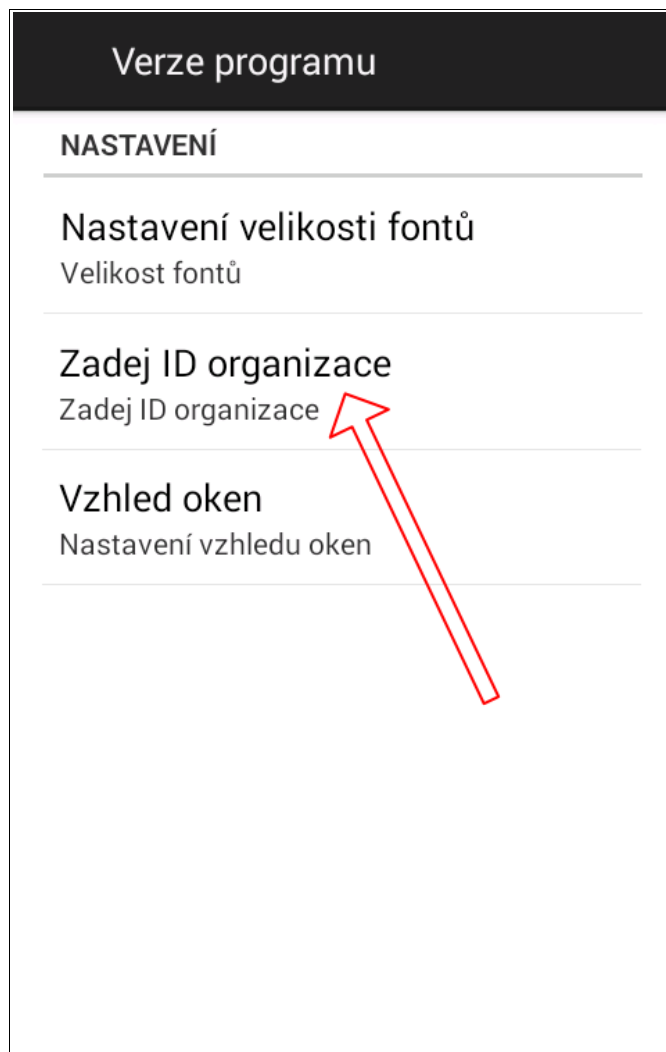 Verze programu
NASTAVENÍ
Nastavení velikosti fontů
Velikost fontů
Zadej ID organizace
Zadej ID organizace
Vzhled oken
Nastavení vzhledu oken